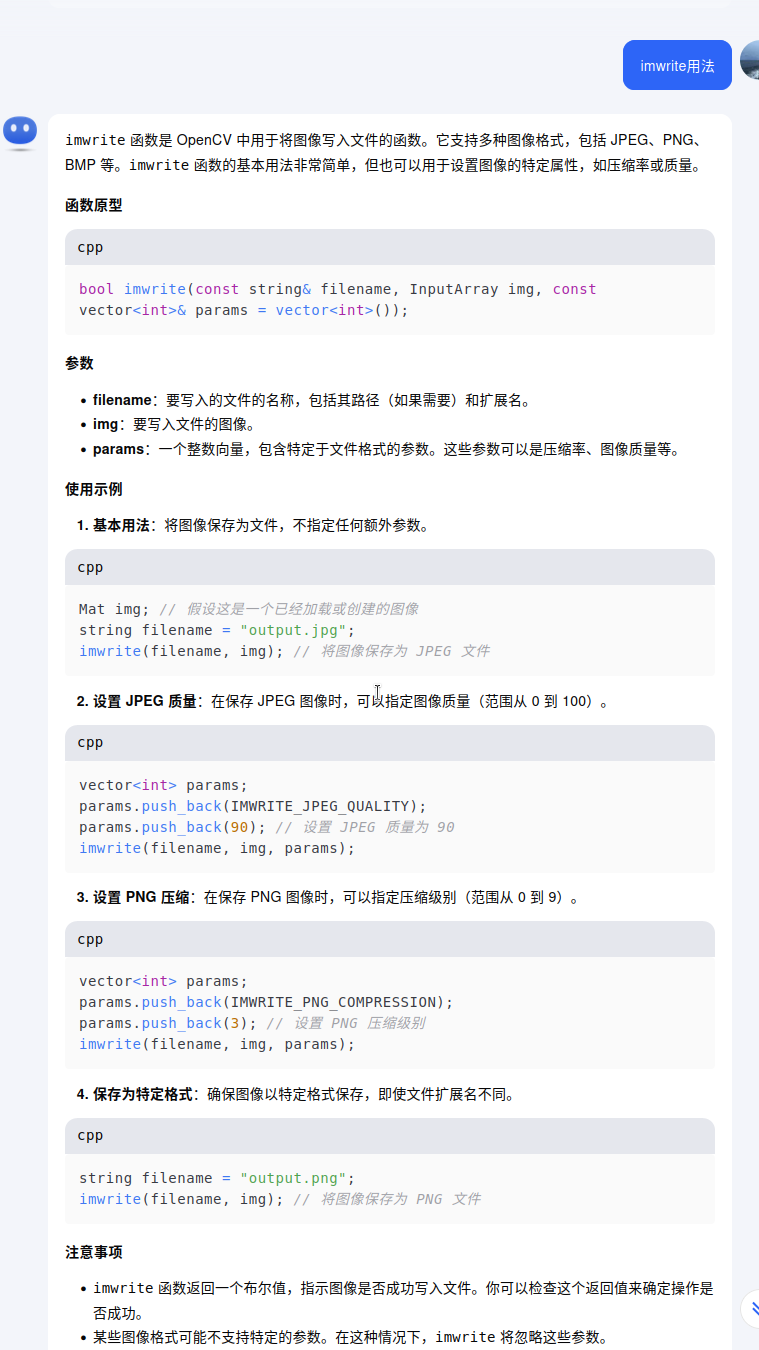 imwrite用法
imwrite 函数是 OpenCV 中用于将图像写入文件的函数。它支持多种图像格式，包括 JPEG、PNG、
BMP 等。imwrite 函数的基本用法非常简单，但也可以用于设置图像的特定属性，如压缩率或质量。
函数原型
cpp
bool imwrite(const string& filename, InputArray img, const
vector<int>& params = vector<int>());
参数
• filename：要写入的文件的名称，包括其路径（如果需要）和扩展名。
• img：要写入文件的图像。
• params：一个整数向量，包含特定于文件格式的参数。这些参数可以是压缩率、图像质量等。
使用示例
1. 基本用法：将图像保存为文件，不指定任何额外参数。
cpp
Mat img; // 假设这是一个已经加载或创建的图像
string filename = "output.jpg";
imwrite(filename, img); // 将图像保存为 JPEG 文件
2. 设置 JPEG 质量：在保存 JPEG 图像时，可以指定图像质量（范围从 0 到 100）。
cpp
vector<int> params;
params.push_back(IMWRITE_JPEG_QUALITY);
params.push_back(90); // 设置 JPEG 质量为 90
imwrite(filename, img, params);
3. 设置 PNG 压缩：在保存 PNG 图像时，可以指定压缩级别（范围从 0 到 9）。
cpp
vector<int> params;
params.push_back(IMWRITE_PNG_COMPRESSION);
params.push_back(3); // 设置 PNG 压缩级别
imwrite(filename, img, params);
4. 保存为特定格式：确保图像以特定格式保存，即使文件扩展名不同。
cpp
string filename = "output.png";
imwrite(filename, img); // 将图像保存为 PNG 文件
注意事项
• imwrite 函数返回一个布尔值，指示图像是否成功写入文件。你可以检查这个返回值来确定操作是
否成功。
• 某些图像格式可能不支持特定的参数。在这种情况下，imwrite 将忽略这些参数。